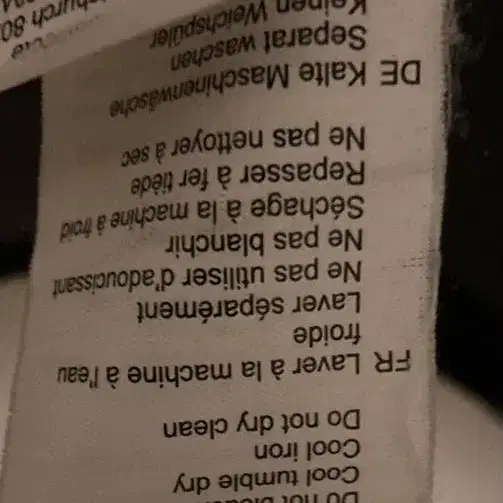 Do not
Cool tumble dry
Cool iron
Do not dry clean
FR Laver à la machine à l'eau
froide
Laver séparément
Ne pas utiliser d'adoucissant
Ne pas blanchir
Séchage à la machine à froid
Repasser à fer tiède
Ne pas nettoyer à sec
DE Kalte Maschinenwäsche
Separat waschen
Keinen Weichspüler